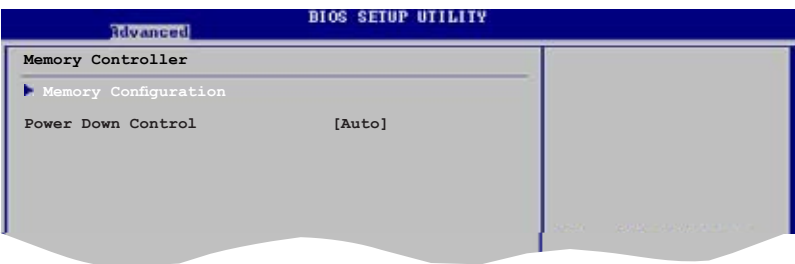 BIOS SETUP UTILITY
Advanced
Memory Controller
Memory Configuration
Power Down Control [Auto]